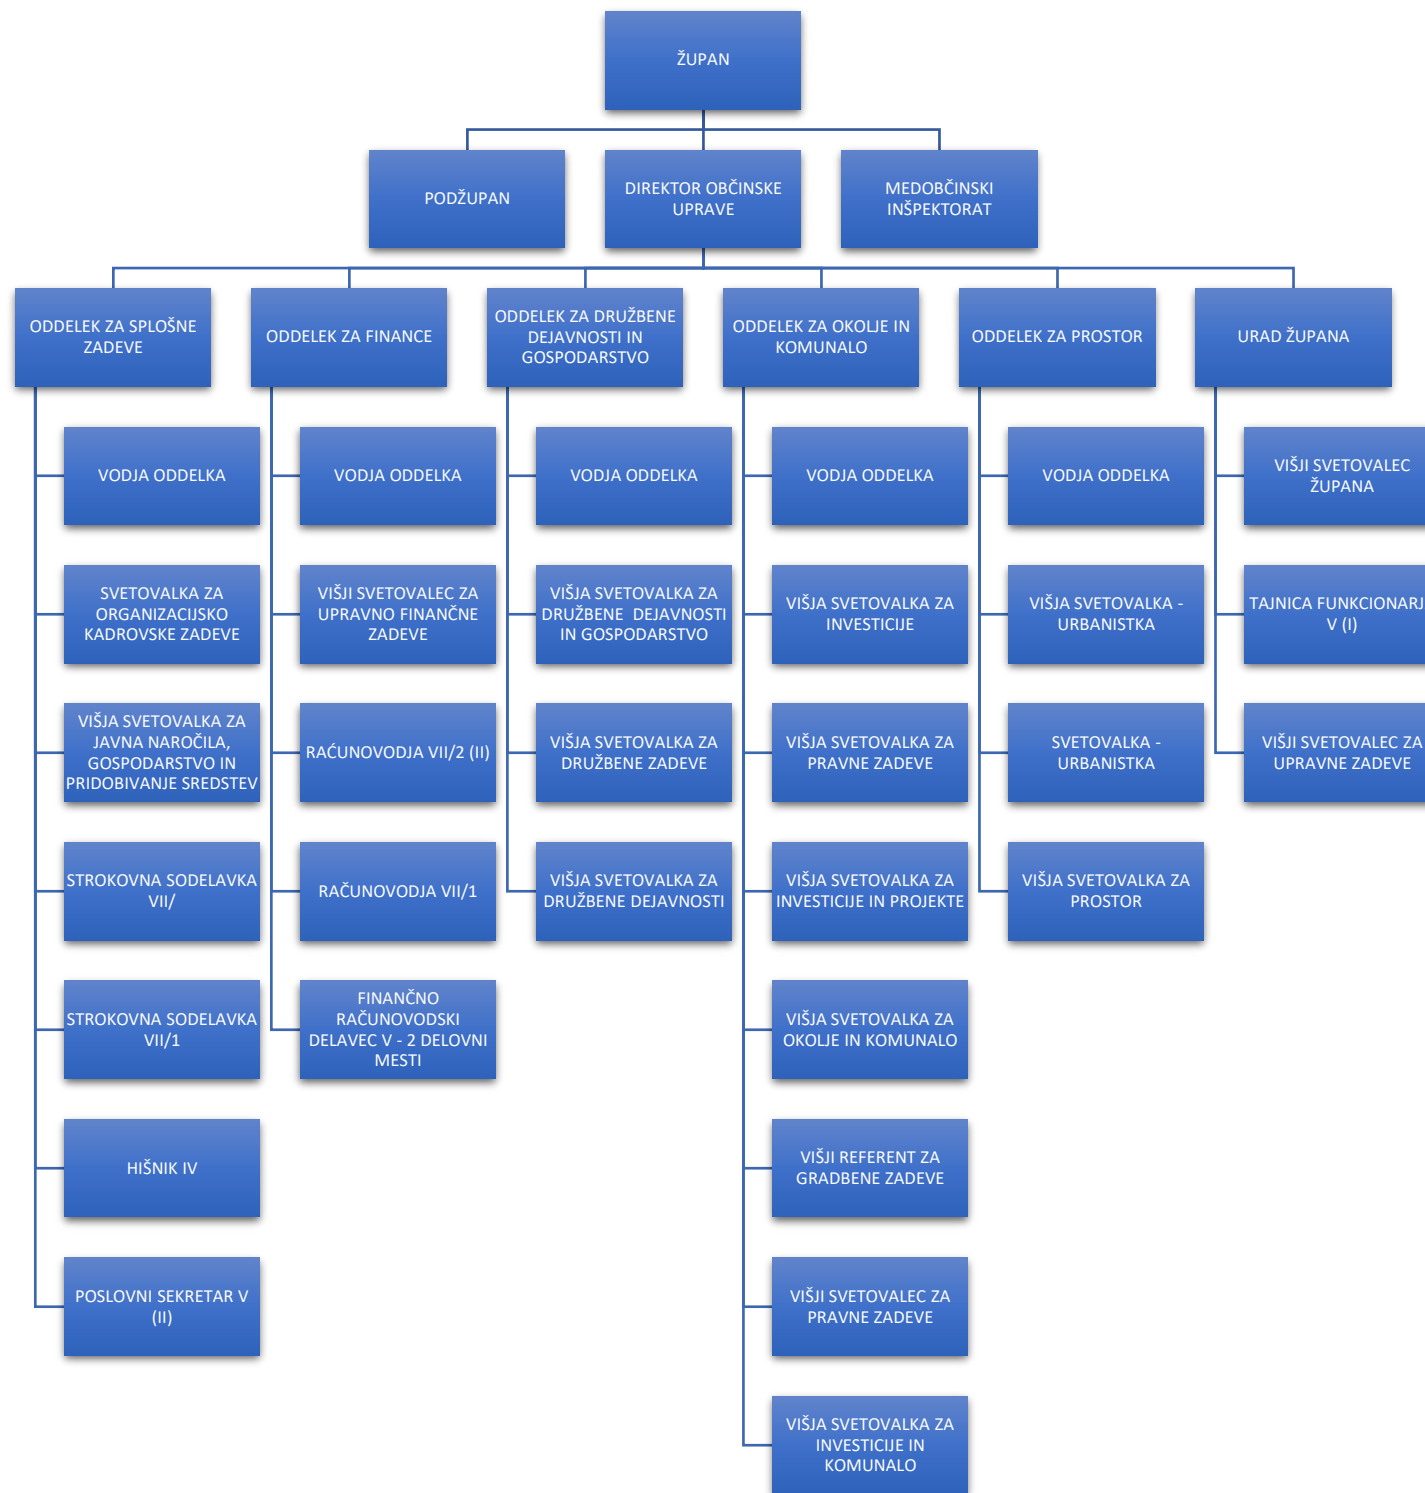 ŽUPAN
PODŽUPAN
DIREKTOR OBČINSKE
UPRAVE
MEDOBČINSKI
INŠPEKTORAT
ODDELEK ZA SPLOŠNE
ZADEVE
ODDELEK ZA FINANCE
ODDELEK ZA DRUŽBENE
DEJAVNOSTI IN
GOSPODARSTVO
ODDELEK ZA OKOLJE IN
KOMUNALO
ODDELEK ZA PROSTOR
URAD ŽUPANA
VODJA ODDELKA
SVETOVALKA ZA
ORGANIZACIJSKO
KADROVSKE ZADEVE
VIŠJA SVETOVALKA ZA
JAVNA NAROČILA,
GOSPODARSTVO IN
PRIDOBIVANJE SREDSTEV
STROKOVNA SODELAVKA
VII/
STROKOVNA SODELAVKA
VII/1
HIŠNIK IV
POSLOVNI SEKRETAR V
(II)
VODJA ODDELKA
VIŠJI SVETOVALEC ZA
UPRAVNO FINANČNE
ZADEVE
RAĆUNOVODJA VII/2 (II)
RAČUNOVODJA VII/1
FINANČNO
RAČUNOVODSKI
DELAVEC V - 2 DELOVNI
MESTI
VODJA ODDELKA
VIŠJA SVETOVALKA ZA
DRUŽBENE  DEJAVNOSTI
IN GOSPODARSTVO
VIŠJA SVETOVALKA ZA
DRUŽBENE ZADEVE
VIŠJA SVETOVALKA ZA
DRUŽBENE DEJAVNOSTI
VODJA ODDELKA
VIŠJA SVETOVALKA ZA
INVESTICIJE
VIŠJA SVETOVALKA ZA
PRAVNE ZADEVE
VIŠJA SVETOVALKA ZA
INVESTICIJE IN PROJEKTE
VIŠJA SVETOVALKA ZA
OKOLJE IN KOMUNALO
VIŠJI REFERENT ZA
GRADBENE ZADEVE
VIŠJI SVETOVALEC ZA
PRAVNE ZADEVE
VIŠJA SVETOVALKA ZA
INVESTICIJE IN
KOMUNALO
VODJA ODDELKA
VIŠJA SVETOVALKA -
URBANISTKA
SVETOVALKA -
URBANISTKA
VIŠJA SVETOVALKA ZA
PROSTOR
VIŠJI SVETOVALEC
ŽUPANA
TAJNICA FUNKCIONARJ
V (I)
VIŠJI SVETOVALEC ZA
UPRAVNE ZADEVE